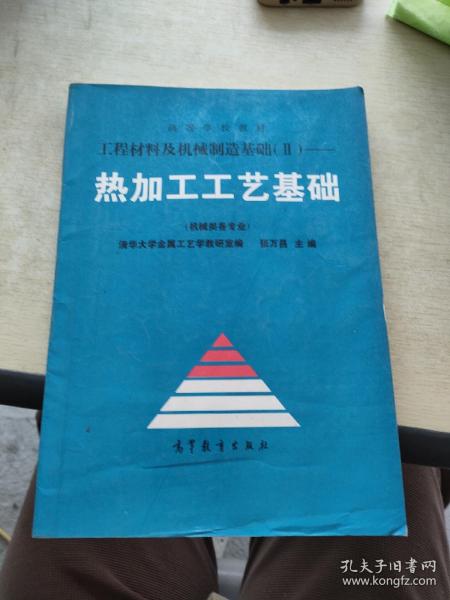 高等学校教材
工程材料及机械制造基础(Ⅱ)——
热加工工艺基础
(机械类各专业)
清华大学金属工艺学教研室编 张万昌 主编
高等教育出版社
孔夫子旧书网
www.kongfz.com